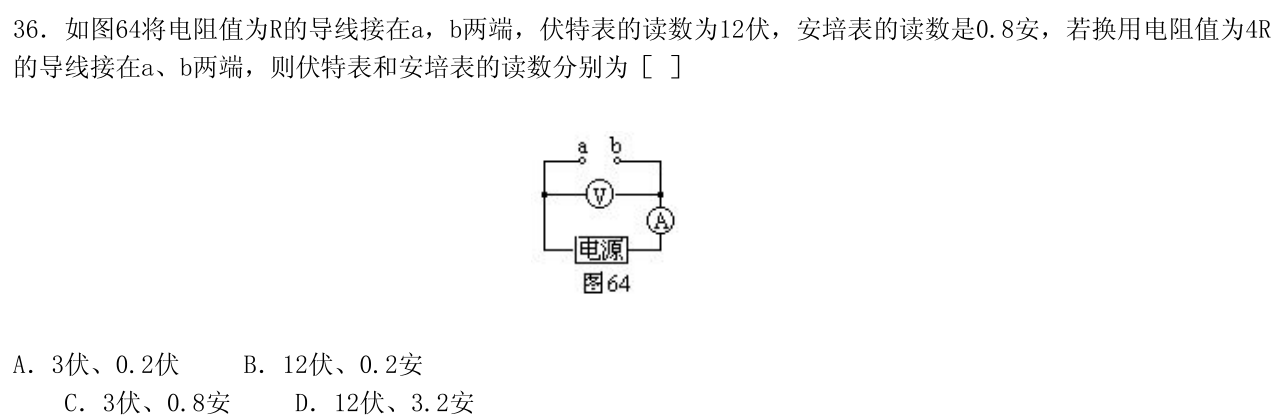 36. 如图64将电阻值为R的导线接在a，b两端，伏特表的读数为12伏，安培表的读数是0.8安，若换用电阻值为4R
的导线接在a、b两端，则伏特表和安培表的读数分别为［ ］
a b
V
A
电源
图64
A. 3伏、0.2伏 B. 12伏、0.2安
C. 3伏、0.8安 D. 12伏、3.2安